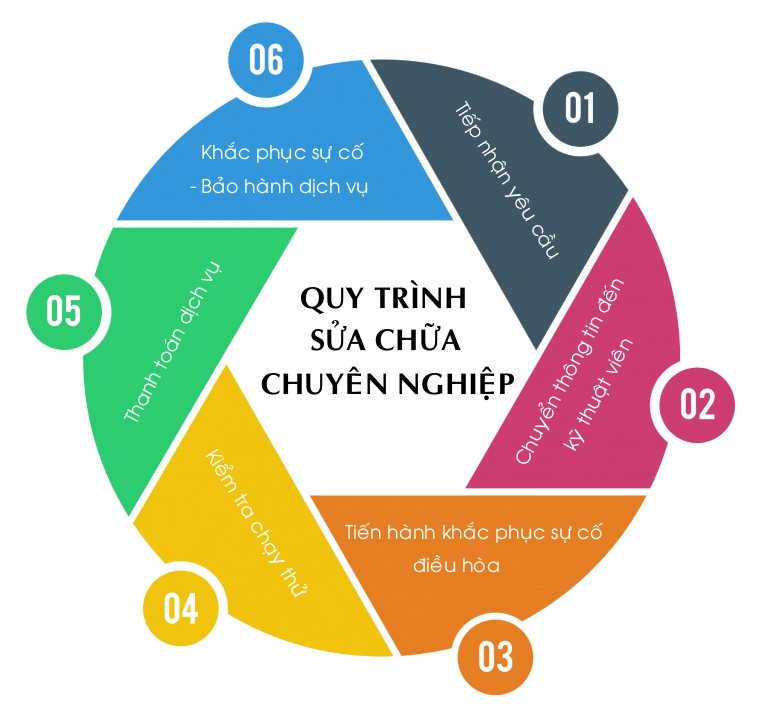 QUY TRÌNH
SỬA CHỮA
CHUYÊN NGHIỆP
01
Tiếp nhận yêu cầu
02
Chuyển thông tin đến
kỹ thuật viên
03
Tiến hành khắc phục sự cố
điều hòa
04
Kiểm tra chạy thử
05
Thanh toán dịch vụ
06
Khắc phục sự cố
- Bảo hành dịch vụ